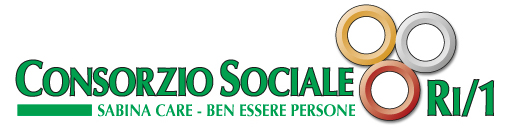 CONSORZIO SOCIALE RI/1
SABINA CARE - BEN ESSERE PERSONE